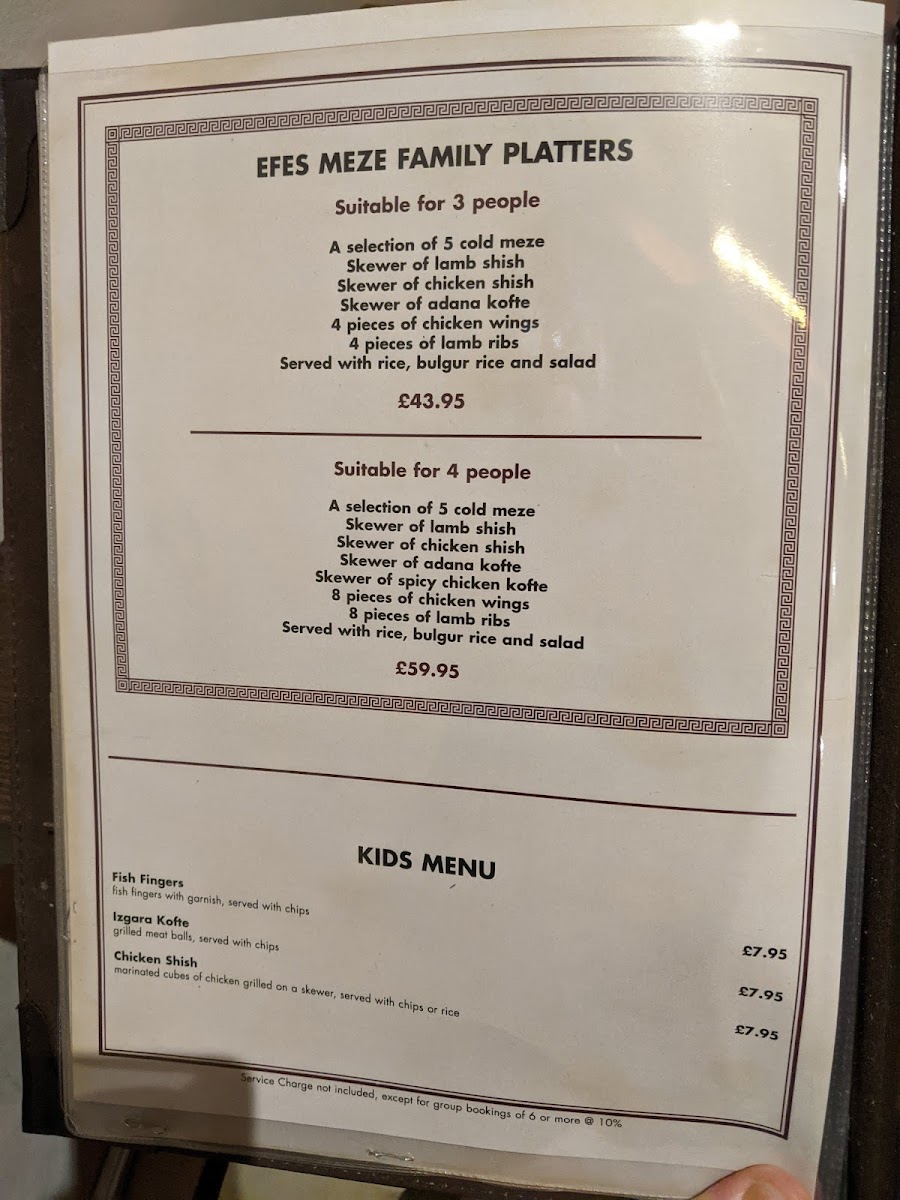 EFES MEZE FAMILY PLATTERS
Suitable for 3 people
A selection of 5 cold meze
Skewer of lamb shish
Skewer of chicken shish
Skewer of adana kofte
4 pieces of chicken wings
4 pieces of lamb ribs
Served with rice, bulgur rice and salad
£43.95
Suitable for 4 people
A selection of 5 cold meze
Skewer of lamb shish
Skewer of chicken shish
Skewer of adana kofte
Skewer of spicy chicken kofte
8 pieces of chicken wings
8 pieces of lamb ribs
Served with rice, bulgur rice and salad
£59.95
KIDS MENU
Fish Fingers
fish fingers with garnish, served with chips
£7.95
Izgara Kofte
grilled meat balls, served with chips
£7.95
Chicken Shish
marinated cubes of chicken grilled on a skewer, served with chips or rice
£7.95
Service Charge not included, except for group bookings of 6 or more @ 10%